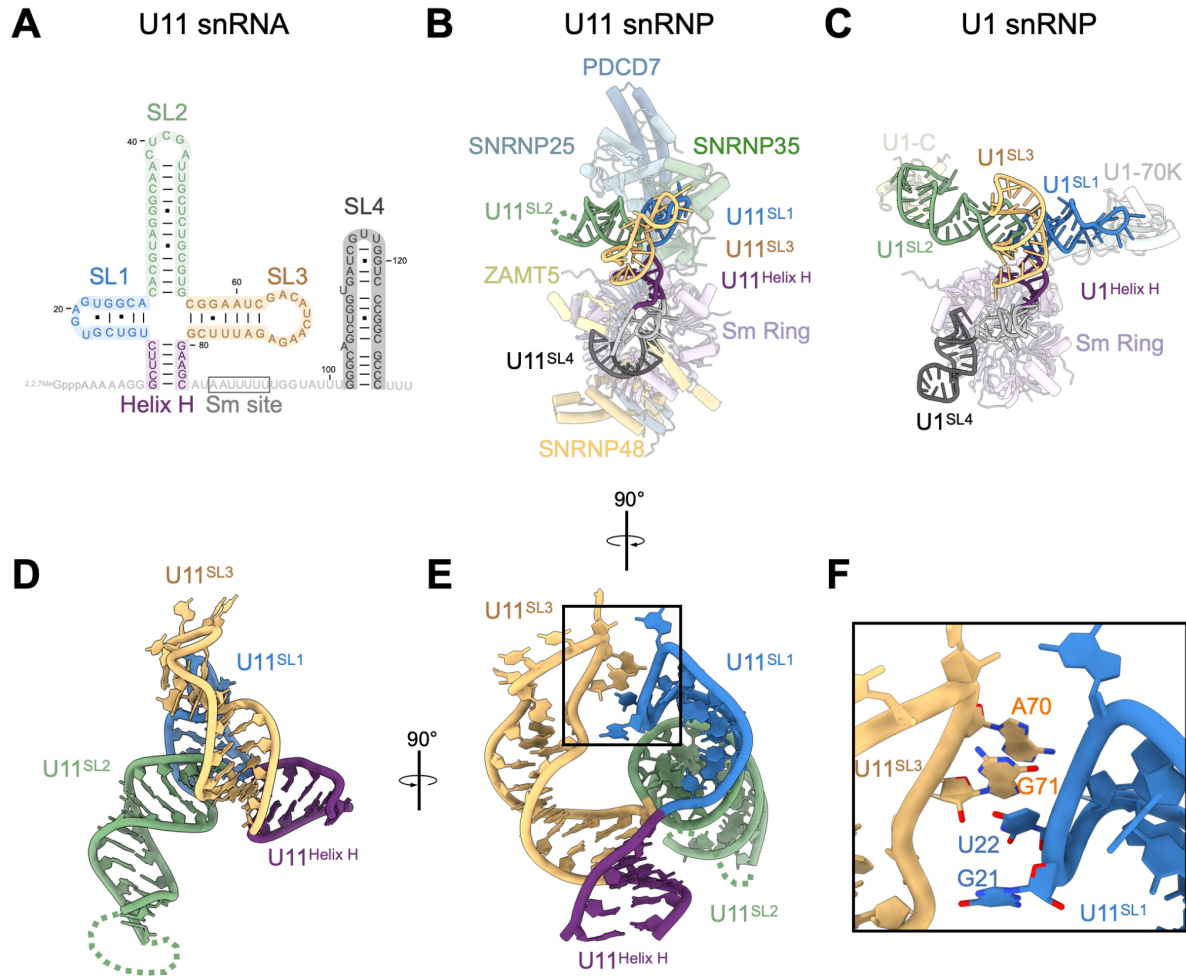 A
U11 snRNA
B
U11 snRNP
C
U1 snRNP
SL2
40
SL1
20
SL3
60
SL4
120
80
100
CGGAAUC
2,2,7MeGpppAAAAAGG
Helix H
Sm site
PDCD7
SNRNP25
SNRNP35
U11SL2
U11SL1
U11SL3
ZAMT5
U11Helix H
Sm Ring
U11SL4
SNRNP48
U1-C
U1SL3
U1SL1
U1-70K
U1SL2
U1Helix H
Sm Ring
U1SL4
90°
D
U11SL3
U11SL1
U11SL2
U11Helix H
90°
E
U11SL3
U11SL1
U11SL2
U11Helix H
F
A70
U11SL3
G71
U22
G21
U11SL1